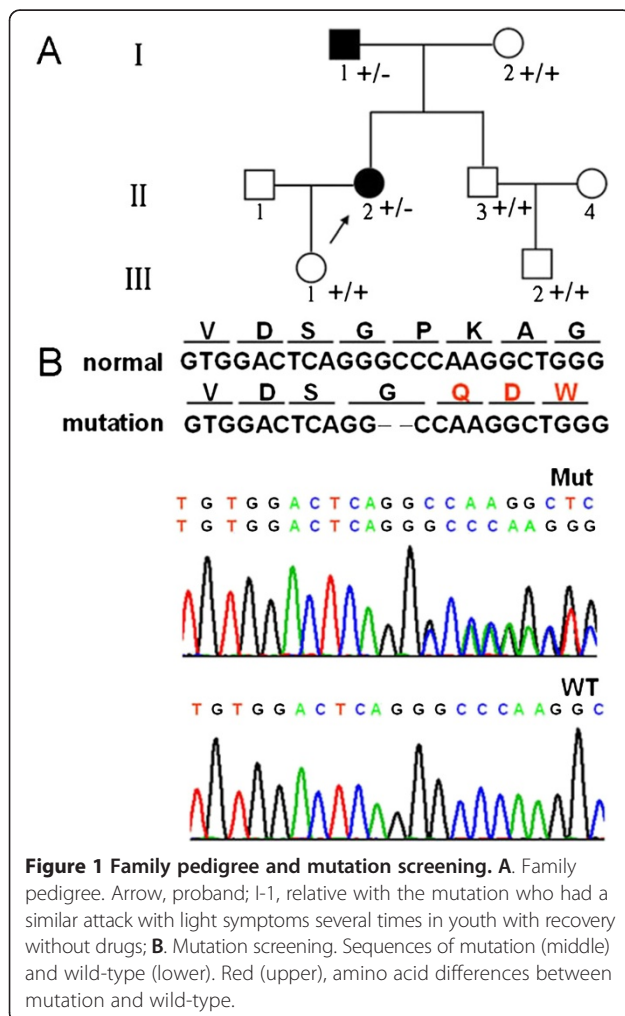 A
I
1 +/-
2 +/+
II
1
2 +/-
3 +/+
4
III
1 +/+
2 +/+
V D S G P K A G
B normal GTGGACTCAGGGCCCAAGGCTGGG
V D S G Q D W
mutation GTGGACTCAGG--CCAAGGCTGGG
Mut
T G T G G A C T C A G G C C A A G G C T C
T G T G G A C T C A G G G C C C A A G G G
WT
T G T G G A C T C A G G G C C C A A G G C
Figure 1 Family pedigree and mutation screening. A. Family
pedigree. Arrow, proband; I-1, relative with the mutation who had a
similar attack with light symptoms several times in youth with recovery
without drugs; B. Mutation screening. Sequences of mutation (middle)
and wild-type (lower). Red (upper), amino acid differences between
mutation and wild-type.